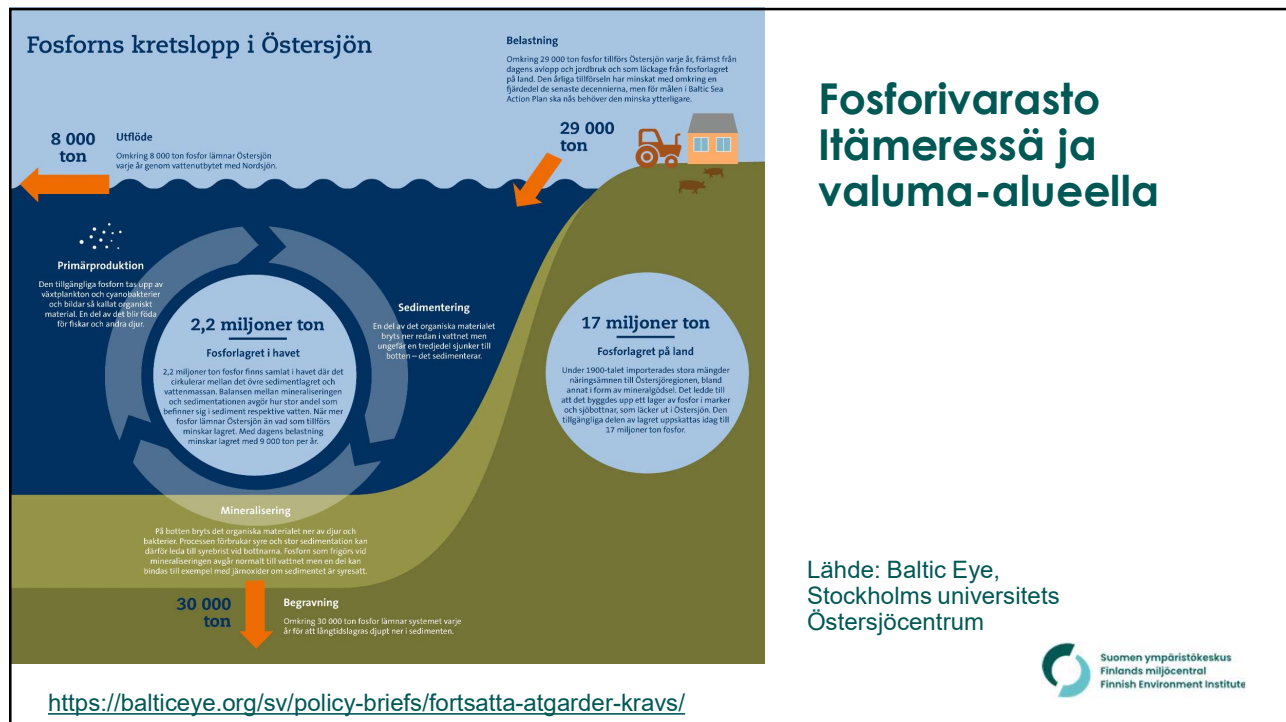 Fosforns kretslopp i Östersjön
Belastning
Omkring 29 000 ton fosfor tillförs Östersjön varje år, främst från
dagens avlopp och jordbruk och som läckage från fosforlagret
på land. Den årliga tillförseln har minskat med omkring en
fjärdedel de senaste decennierna, men för målen i Baltic Sea
Action Plan ska nås behöver den minska ytterligare.
8 000
ton
Utflöde
Omkring 8 000 ton fosfor lämnar Östersjön
varje år genom vattenutbytet med Nordsjön.
29 000
ton
Primärproduktion
Den tillgängliga fosforn tas upp av
växtplankton och cyanobakterier
och bildar så kallat organiskt
material. En del av det blir föda
för fiskar och andra djur.
Sedimentering
En del av det organiska materialet
bryts ner redan i vattnet men
ungefär en tredjedel sjunker till
botten – det sedimenterar.
2,2 miljoner ton
Fosforlagret i havet
2,2 miljoner ton fosfor finns samlat i havet där det
cirkulerar mellan det övre sedimentlagret och
vattenmassan. Balansen mellan mineraliseringen
och sedimentationen avgör hur stor andel som
befinner sig i sediment respektive vatten. När mer
fosfor lämnar Östersjön än vad som tillförs
minskar lagret. Med dagens belastning
minskar lagret med 9 000 ton per år.
17 miljoner ton
Fosforlagret på land
Under 1900-talet importerades stora mängder
näringsämnen till Östersjöregionen, bland
annat i form av mineralgödsel. Det ledde till
att det byggdes upp ett lager av fosfor i marker
och sjöbottnar, som läcker ut i Östersjön. Den
tillgängliga delen av lagret uppskattas idag till
17 miljoner ton fosfor.
Mineralisering
På botten bryts det organiska materialet ner av djur och
bakterier. Processen förbrukar syre och stor sedimentation kan
därför leda till syrebrist vid bottnarna. Fosforn som frigörs vid
mineraliseringen avgår normalt till vattnet men en del kan
bindas till exempel med järnoxider om sedimentet är syresatt.
30 000
ton
Begravning
Omkring 30 000 ton fosfor lämnar systemet varje
år för att långtidslagras djupt ner i sedimenten.
Fosforivarasto
Itämeressä ja
valuma-alueella
Lähde: Baltic Eye,
Stockholms universitets
Östersjöcentrum
Suomen ympäristökeskus
Finlands miljöcentral
Finnish Environment Institute
https://balticeye.org/sv/policy-briefs/fortsatta-atgarder-kravs/